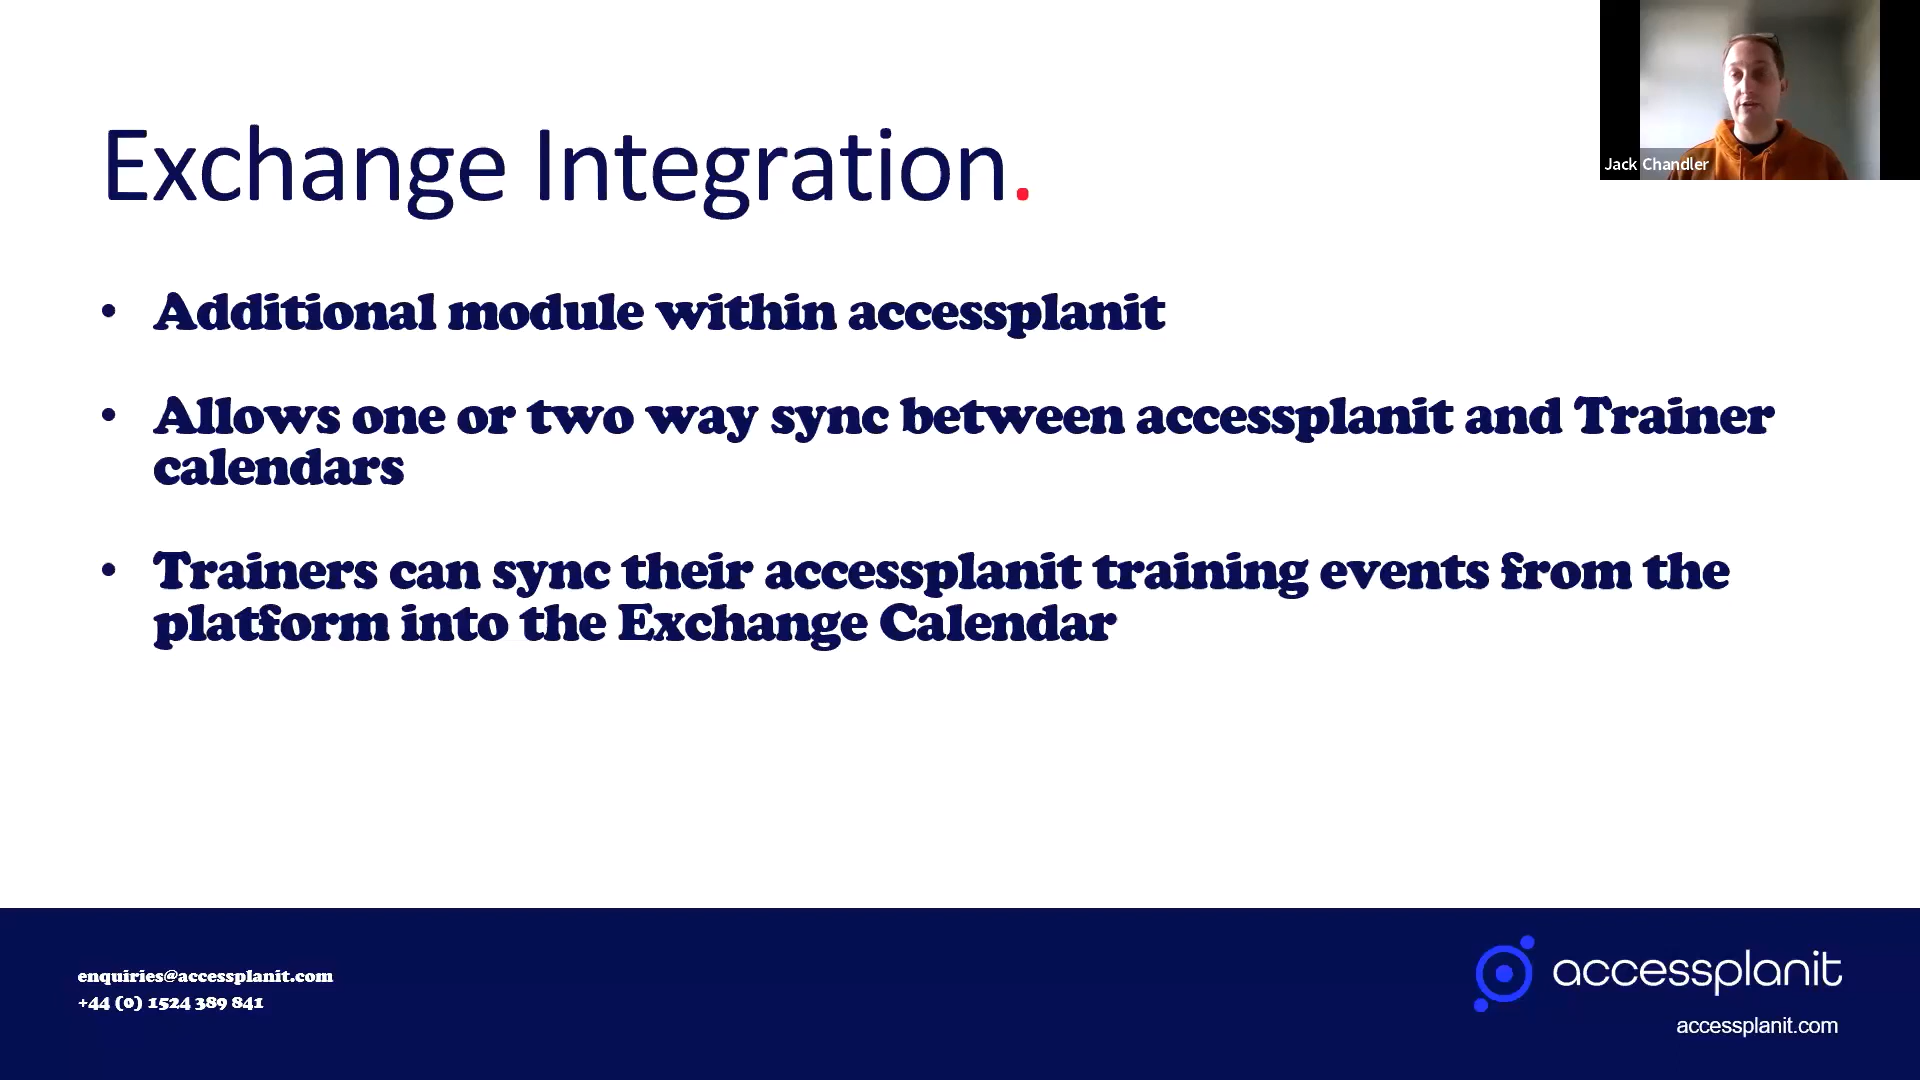 Jack Chandler
Exchange Integration.
• Additional module within accessplanit
• Allows one or two way sync between accessplanit and Trainer
calendars
• Trainers can sync their accessplanit training events from the
platform into the Exchange Calendar
enquiries@accessplanit.com
+44 (0) 1524 389 841
accessplanit
accessplanit.com